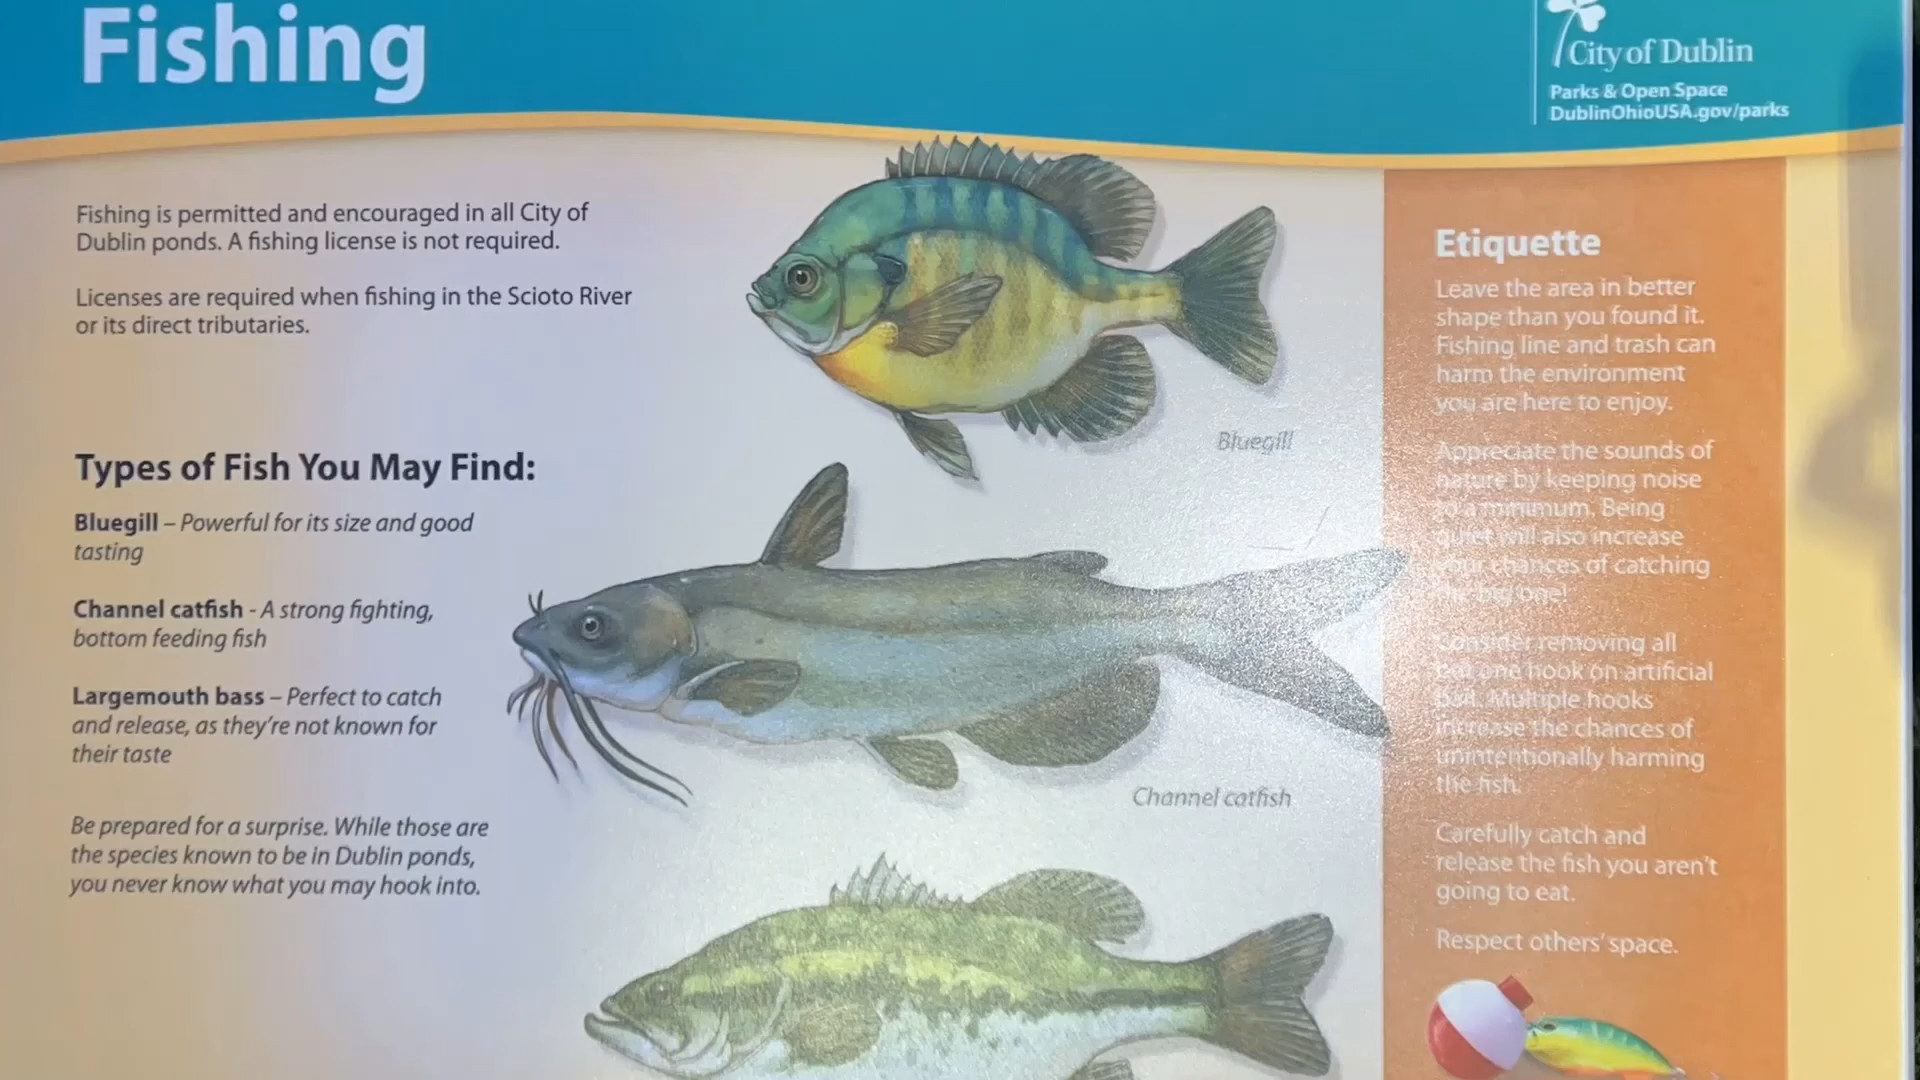 Fishing
City of Dublin
Parks & Open Space
DublinOhioUSA.gov/parks
Fishing is permitted and encouraged in all City of
Dublin ponds. A fishing license is not required.
Licenses are required when fishing in the Scioto River
or its direct tributaries.
Types of Fish You May Find:
Bluegill – Powerful for its size and good
tasting
Channel catfish - A strong fighting,
bottom feeding fish
Largemouth bass – Perfect to catch
and release, as they're not known for
their taste
Be prepared for a surprise. While those are
the species known to be in Dublin ponds,
you never know what you may hook into.
Bluegill
Channel catfish
Etiquette
Leave the area in better
shape than you found it.
Fishing line and trash can
harm the environment
you are here to enjoy.
Appreciate the sounds of
nature by keeping noise
to a minimum. Being
quiet will also increase
your chances of catching
the big one!
Consider removing all
but one hook on artificial
bait. Multiple hooks
increase the chances of
unintentionally harming
the fish.
Carefully catch and
release the fish you aren't
going to eat.
Respect others' space.